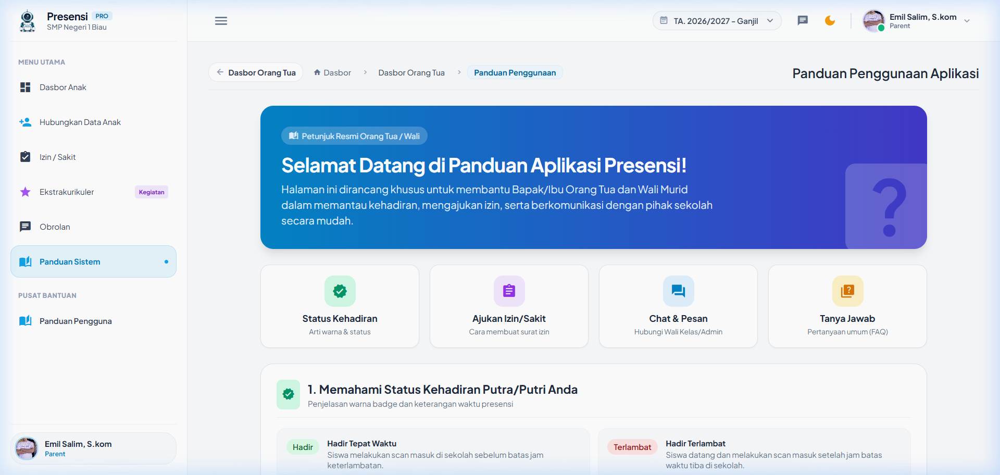 Presensi PRO
SMP Negeri 1 Biau
MENU UTAMA
Dasbor Anak
Hubungkan Data Anak
Izin / Sakit
Ekstrakurikuler Kegiatan
Obrolan
Panduan Sistem
PUSAT BANTUAN
Panduan Pengguna
Emil Salim, S.kom
Parent
TA. 2026/2027 – Ganjil
Emil Salim, S.kom
Parent
Dasbor Orang Tua
Dasbor > Dasbor Orang Tua > Panduan Penggunaan
Panduan Penggunaan Aplikasi
Petunjuk Resmi Orang Tua / Wali
Selamat Datang di Panduan Aplikasi Presensi!
Halaman ini dirancang khusus untuk membantu Bapak/Ibu Orang Tua dan Wali Murid
dalam memantau kehadiran, mengajukan izin, serta berkomunikasi dengan pihak sekolah
secara mudah.
?
Status Kehadiran
Arti warna & status
Ajukan Izin/Sakit
Cara membuat surat izin
Chat & Pesan
Hubungi Wali Kelas/Admin
Tanya Jawab
Pertanyaan umum (FAQ)
1. Memahami Status Kehadiran Putra/Putri Anda
Penjelasan warna badge dan keterangan waktu presensi
Hadir
Hadir Tepat Waktu
Siswa melakukan scan masuk di sekolah sebelum batas jam
keterlambatan.
Terlambat
Hadir Terlambat
Siswa datang dan melakukan scan masuk setelah jam batas
waktu tiba di sekolah.